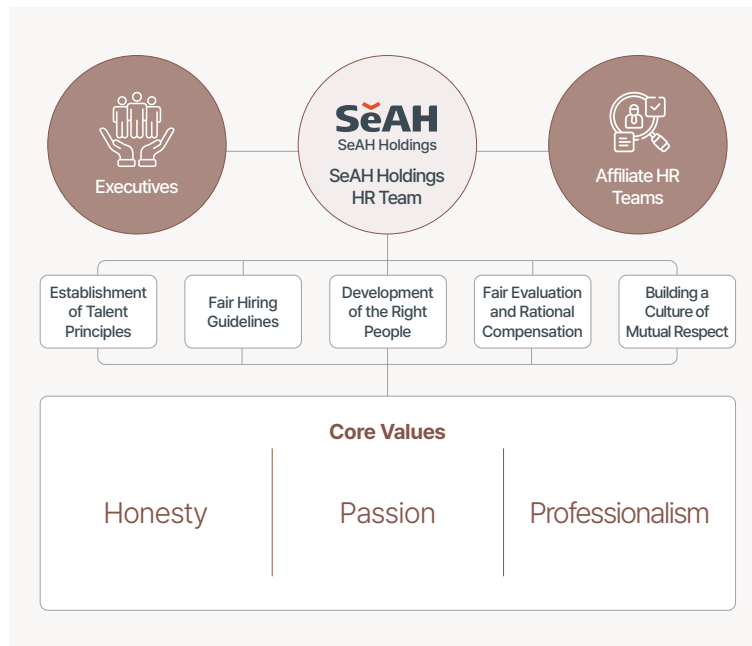 Executives
SeAH
SeAH Holdings
SeAH Holdings
HR Team
Affiliate HR
Teams
Establishment
of Talent
Principles
Fair Hiring
Guidelines
Development
of the Right
People
Fair Evaluation
and Rational
Compensation
Building a
Culture of
Mutual Respect
Core Values
Honesty
Passion
Professionalism